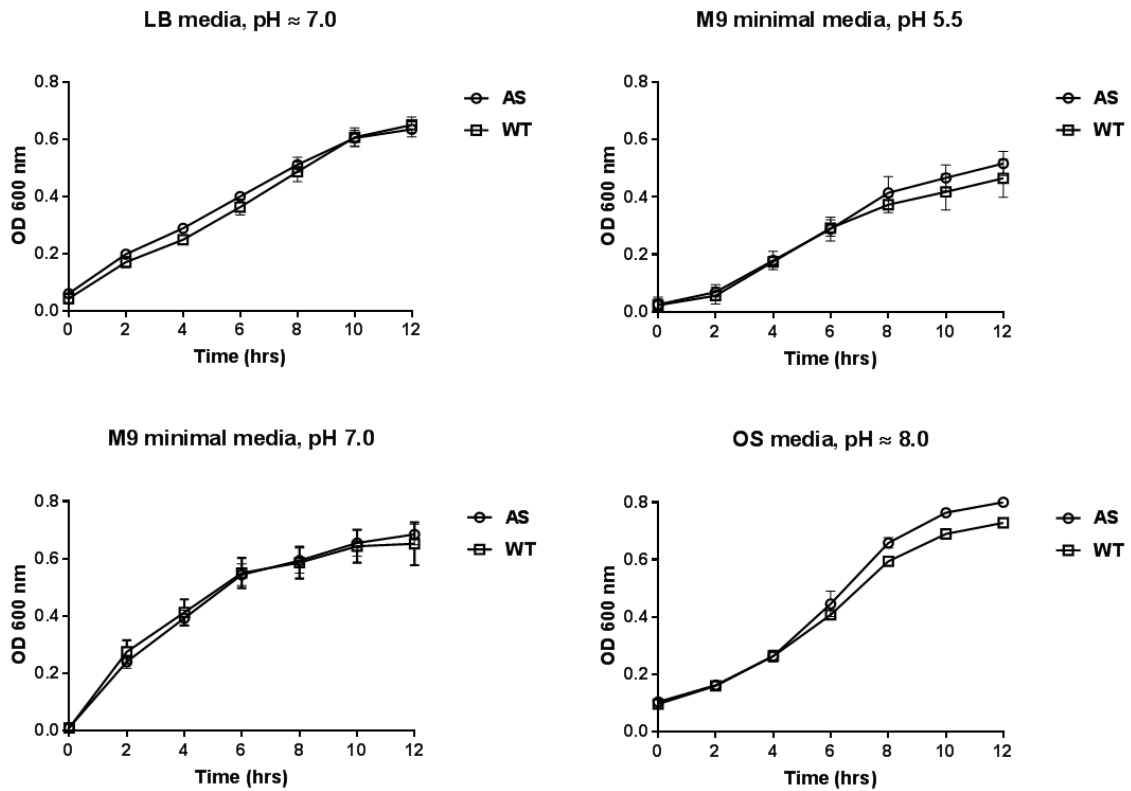 LB media, pH ≈ 7.0
0.8
0.6
0.4
0.2
0.0
OD 600 nm
0 2 4 6 8 10 12
Time (hrs)
AS
WT
M9 minimal media, pH 5.5
0.8
0.6
0.4
0.2
0.0
OD 600 nm
0 2 4 6 8 10 12
Time (hrs)
AS
WT
M9 minimal media, pH 7.0
0.8
0.6
0.4
0.2
0.0
OD 600 nm
0 2 4 6 8 10 12
Time (hrs)
AS
WT
OS media, pH ≈ 8.0
0.8
0.6
0.4
0.2
0.0
OD 600 nm
0 2 4 6 8 10 12
Time (hrs)
AS
WT